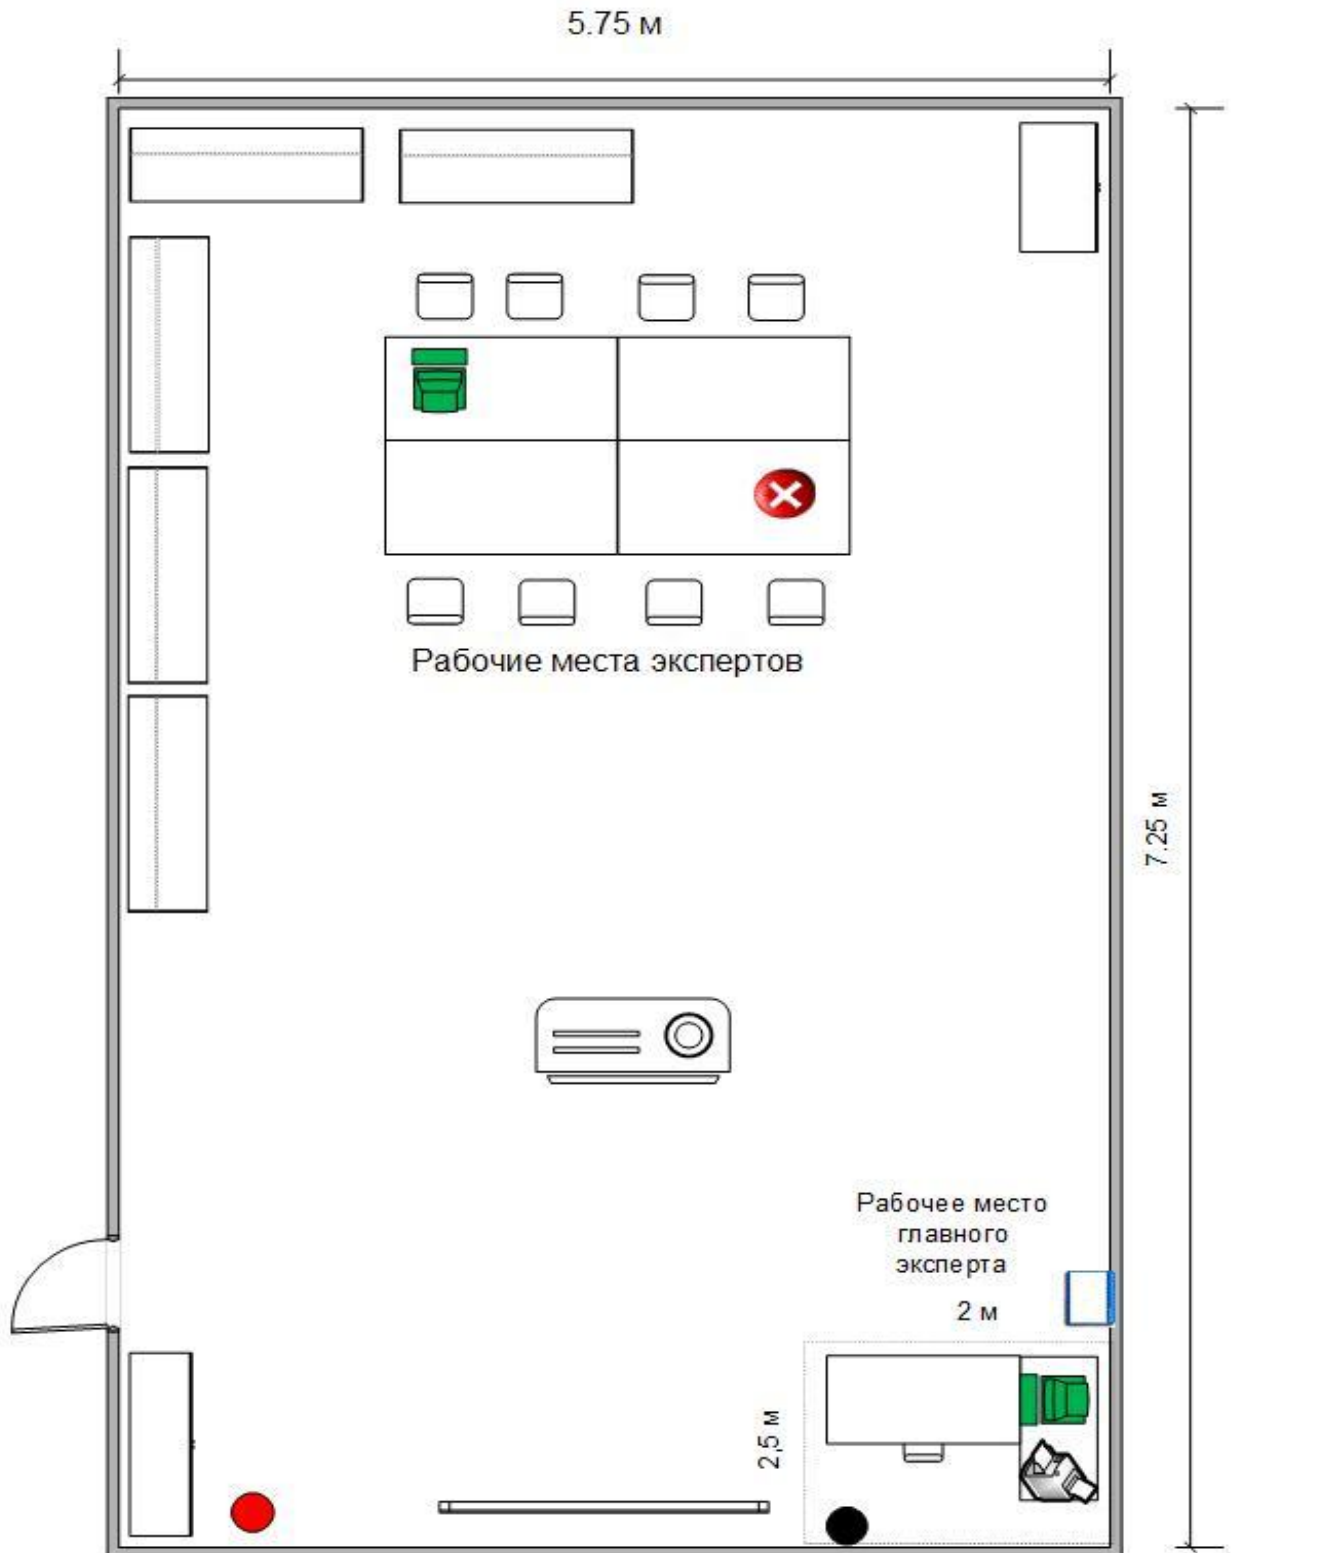 5.75 м
Рабочие места экспертов
7.25 м
Рабочее место
главного
эксперта
2 м
2,5 м